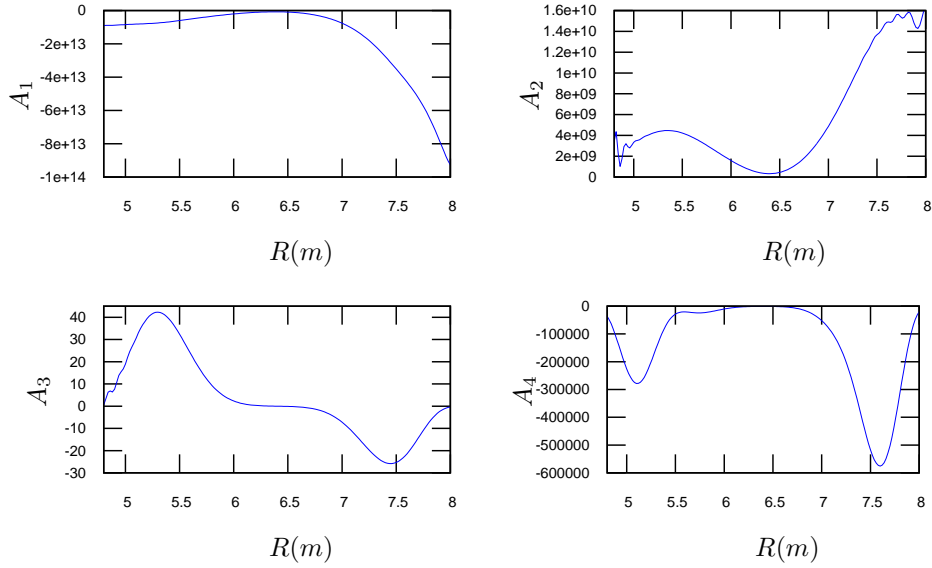 0
-2e+13
-4e+13
-6e+13
-8e+13
-1e+14
A1
5 5.5 6 6.5 7 7.5 8
R(m)
1.6e+10
1.4e+10
1.2e+10
1e+10
8e+09
6e+09
4e+09
2e+09
0
A2
5 5.5 6 6.5 7 7.5 8
R(m)
40
30
20
10
0
-10
-20
-30
A3
5 5.5 6 6.5 7 7.5 8
R(m)
0
-100000
-200000
-300000
-400000
-500000
-600000
A4
5 5.5 6 6.5 7 7.5 8
R(m)